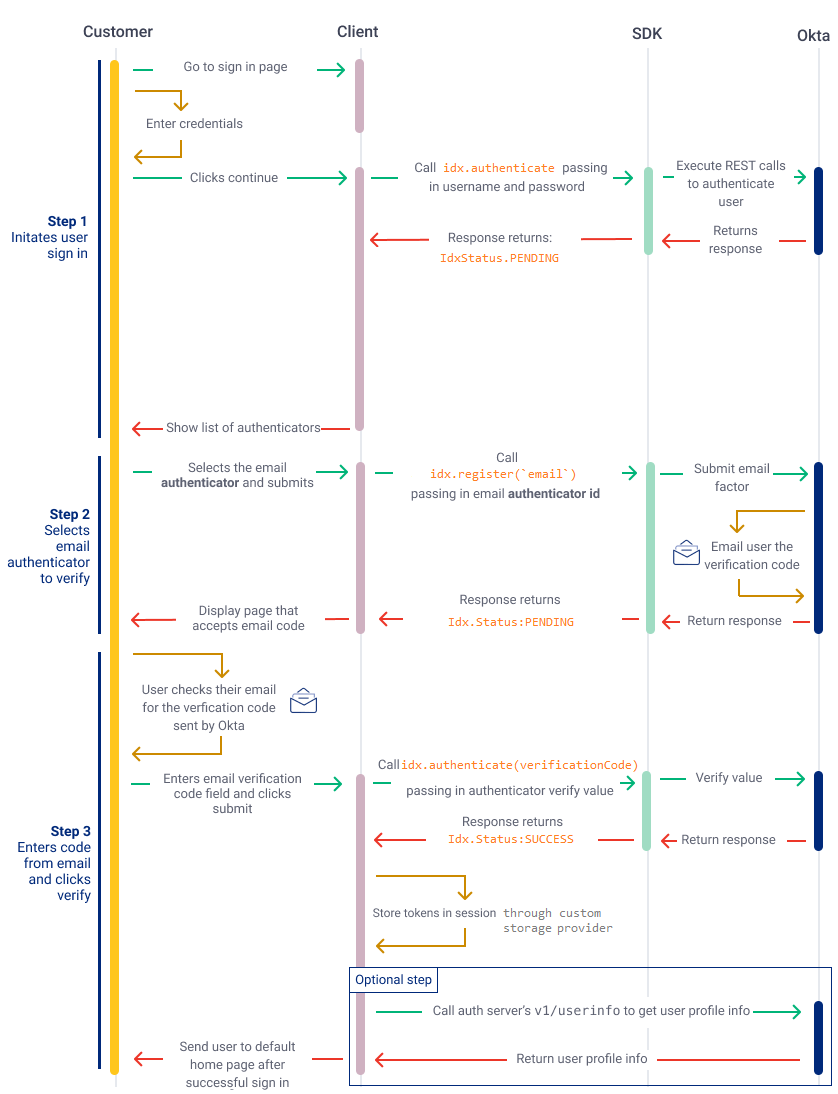 Customer
Client
SDK
Okta
Go to sign in page
Enter credentials
Clicks continue
Call idx.authenticate passing
in username and password
Execute REST calls
to authenticate
user
Step 1
Initates user
sign in
Response returns:
IdxStatus.PENDING
Returns
response
Show list of authenticators
Selects the email
authenticator and submits
Call
idx.register(`email`)
passing in email authenticator id
Submit email
factor
Step 2
Selects
email
authenticator
to verify
Email user the
verification code
Display page that
accepts email code
Response returns
Idx.Status:PENDING
Return response
User checks their email
for the verfication code
sent by Okta
Enters email verification
code field and clicks
submit
Call idx.authenticate(verificationCode)
passing in authenticator verify value
Verify value
Step 3
Enters code
from email
and clicks
verify
Response returns
Idx.Status:SUCCESS
Return response
Store tokens in session through custom
storage provider
Optional step
Call auth server's v1/userinfo to get user profile info
Send user to default
home page after
successful sign in
Return user profile info